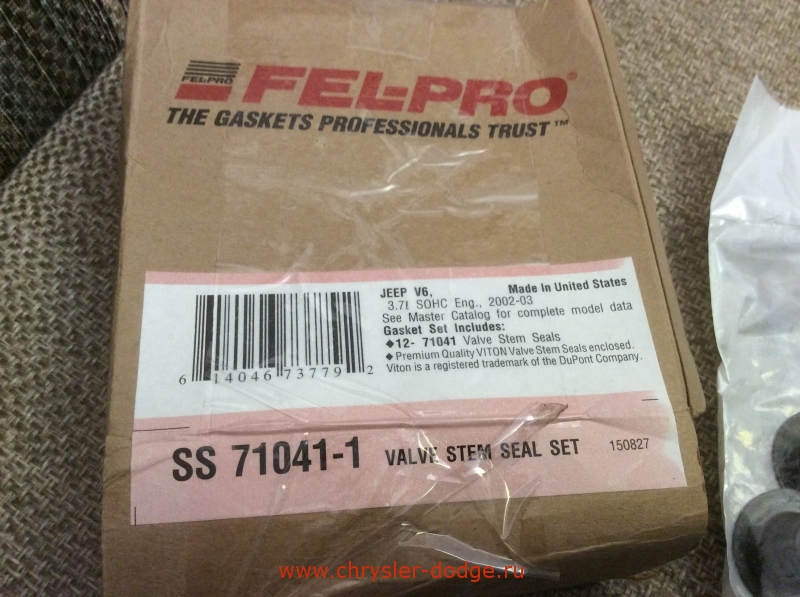 FEL-PRO
FEL-PRO®
THE GASKETS PROFESSIONALS TRUST™
JEEP V6, Made In United States
3.7L SOHC Eng., 2002-03
See Master Catalog for complete model data
Gasket Set Includes:
◆12- 71041 Valve Stem Seals
◆ Premium Quality VITON Valve Stem Seals enclosed.
Viton is a registered trademark of the DuPont Company.
6 14046 73779 2
SS 71041-1 VALVE STEM SEAL SET 150827
www.chrysler-dodge.ru